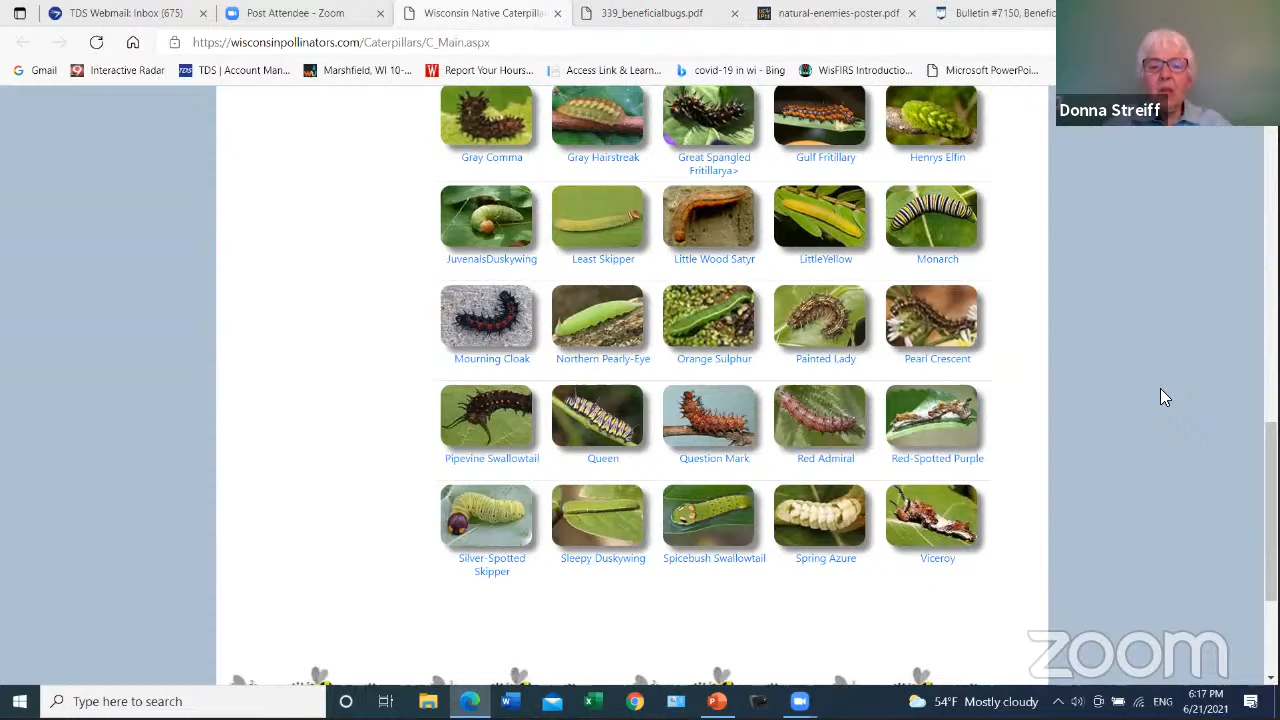 TDS Webmail Inbox (675)
Post Attendee - Zoom
Wisconsin Native Caterpilla
339_beneficialbugs.pdf
natural-enemies-poster.pdf
Bulletin #7150, Benefi
https://wisconsinpollinators.com/Caterpillars/C_Main.aspx
Gmail
Interactive Radar
TDS | Account Man...
Marshfield, WI 10-...
Report Your Hours...
Access Link & Learn...
covid-19 in wi - Bing
WisFIRS Introductio...
Microsoft PowerPoi...
Donna Streiff
Gray Comma
Gray Hairstreak
Great Spangled
Fritillarya>
Gulf Fritillary
Henrys Elfin
JuvenalsDuskywing
Least Skipper
Little Wood Satyr
LittleYellow
Monarch
Mourning Cloak
Northern Pearly-Eye
Orange Sulphur
Painted Lady
Pearl Crescent
Pipevine Swallowtail
Queen
Question Mark
Red Admiral
Red-Spotted Purple
Silver-Spotted
Skipper
Sleepy Duskywing
Spicebush Swallowtail
Spring Azure
Viceroy
zoom
Type here to search
54°F Mostly cloudy
ENG
6:17 PM
6/21/2021